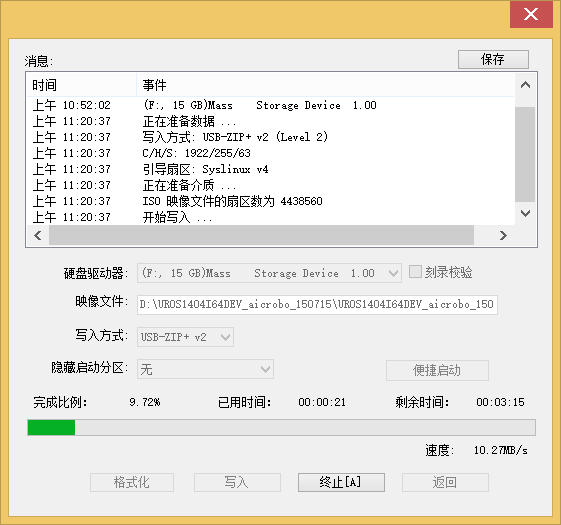 消息:
保存
时间 事件
上午 10:52:02 (F:, 15 GB)Mass    Storage Device  1.00
上午 11:20:37 正在准备数据 ...
上午 11:20:37 写入方式: USB-ZIP+ v2 (Level 2)
上午 11:20:37 C/H/S: 1922/255/63
上午 11:20:37 引导扇区: Syslinux v4
上午 11:20:37 正在准备介质 ...
上午 11:20:37 ISO 映像文件的扇区数为 4438560
上午 11:20:37 开始写入 ...
硬盘驱动器: (F:, 15 GB)Mass    Storage Device  1.00 刻录校验
映像文件: D:\UROS1404I64DEV_aicrobo_150715\UROS1404I64DEV_aicrobo_150
写入方式: USB-ZIP+ v2
隐藏启动分区: 无 便捷启动
完成比例: 9.72% 已用时间: 00:00:21 剩余时间: 00:03:15
速度: 10.27MB/s
格式化 写入 终止[A] 返回